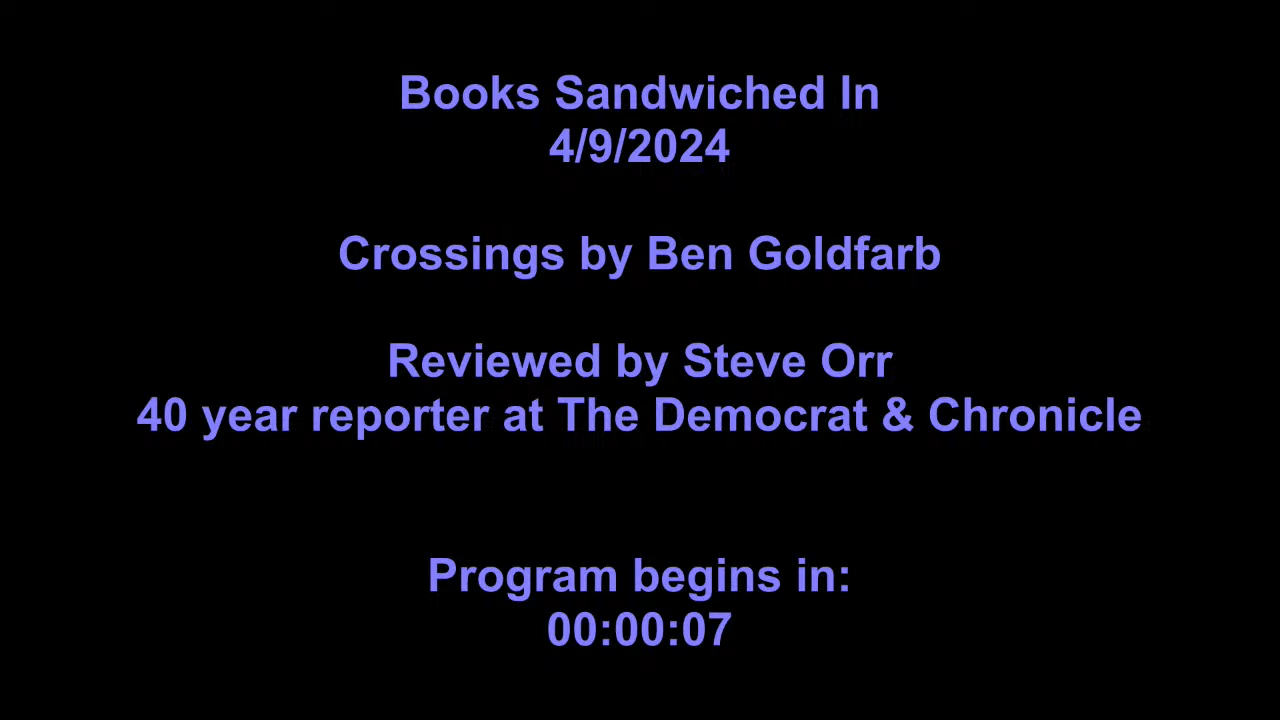 Books Sandwiched In
4/9/2024
Crossings by Ben Goldfarb
Reviewed by Steve Orr
40 year reporter at The Democrat & Chronicle
Program begins in:
00:00:07